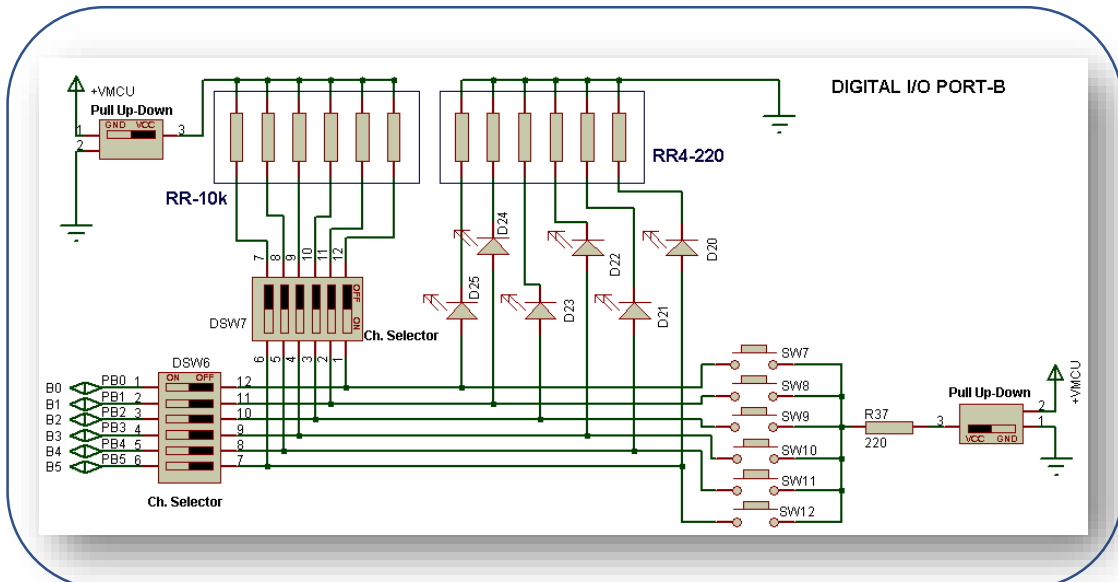 DIGITAL I/O PORT-B
+VMCU
Pull Up-Down
GND VCC
1
2
3
RR-10k
RR4-220
D24
D22
D20
D25
D23
D21
7 8 9 10 11 12
OFF
ON
DSW7
Ch. Selector
6 5 4 3 2 1
DSW6
ON OFF
B0 PB0 1 12
B1 PB1 2 11
B2 PB2 3 10
B3 PB3 4 9
B4 PB4 5 8
B5 PB5 6 7
Ch. Selector
SW7
SW8
SW9
SW10
SW11
SW12
R37
220
Pull Up-Down
3
VCC GND
2
1
+VMCU